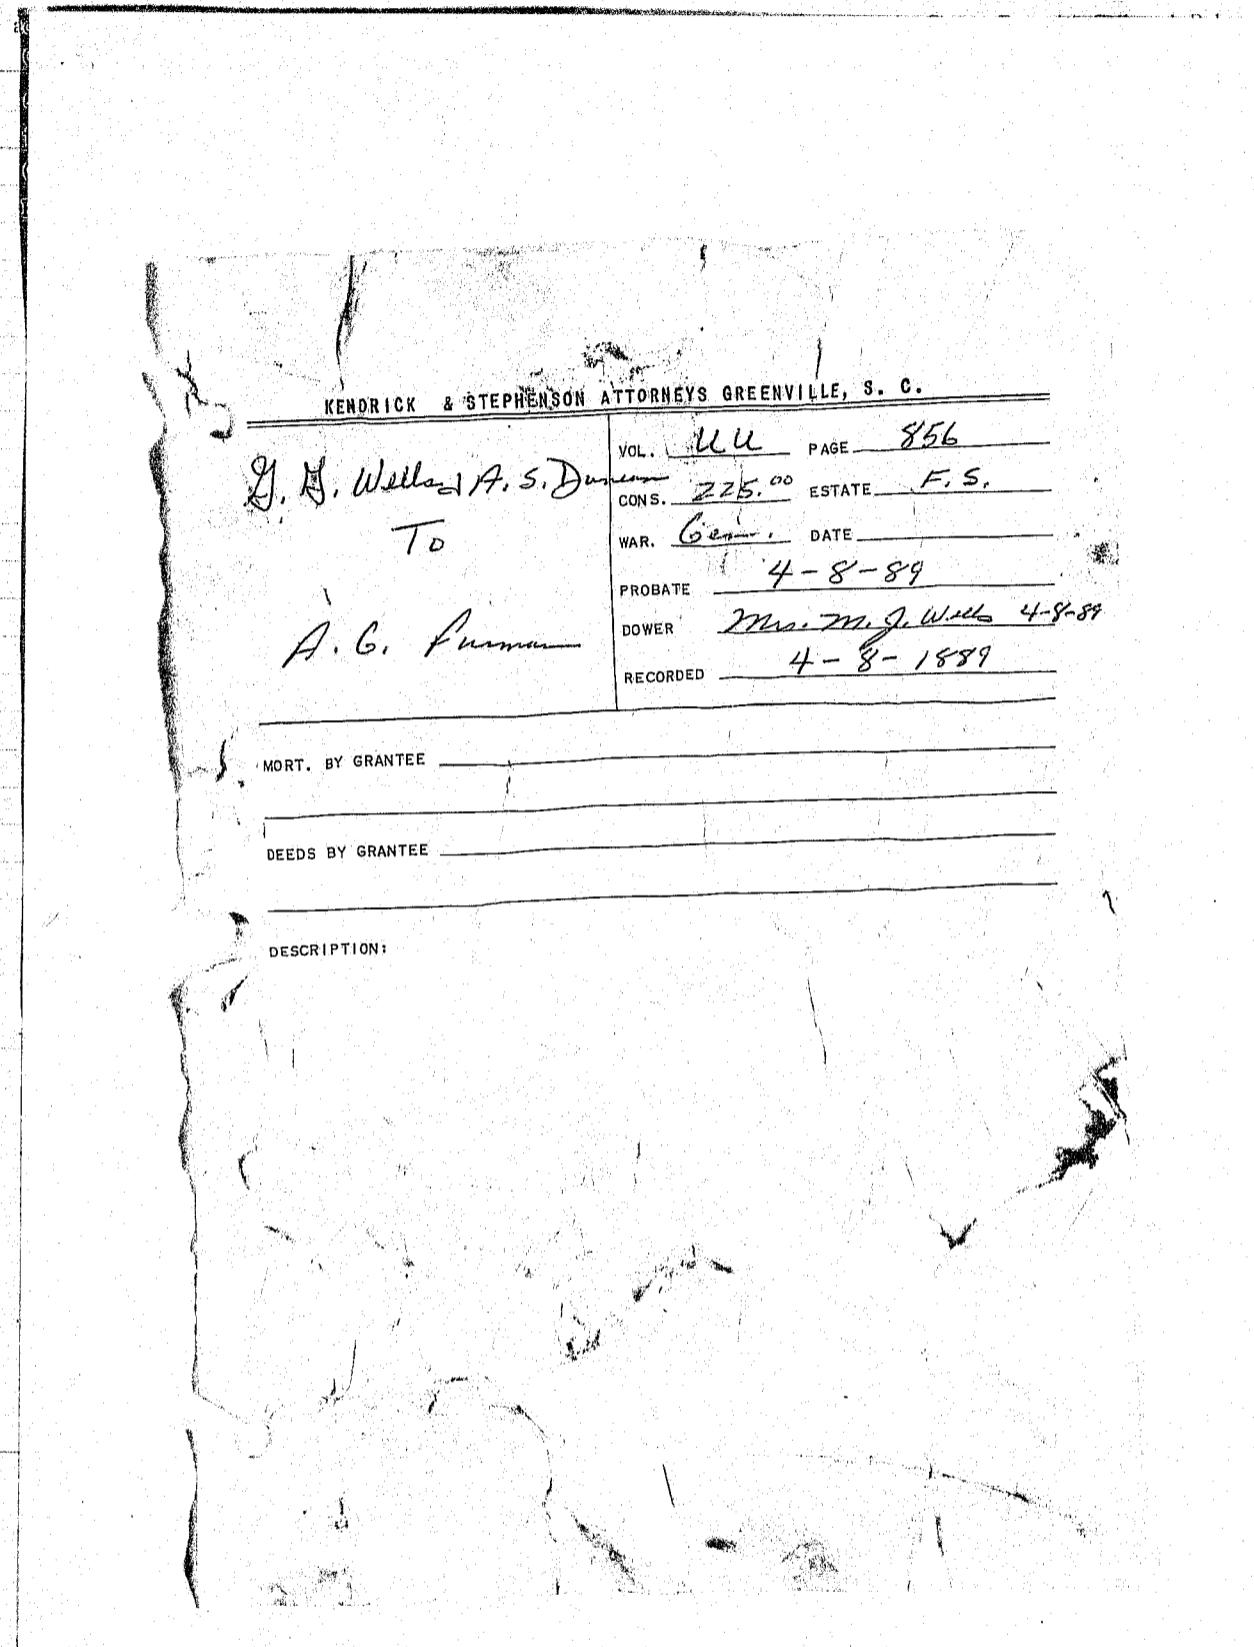 KENDRICK & STEPHENSON ATTORNEYS GREENVILLE, S. C.
VOL. UU PAGE 856
G. G. Wells & A. S. Duncan
CONS. 225.00 ESTATE F. S.
To
WAR. Gen. DATE
PROBATE 4-8-89
A. G. Furman
DOWER Mrs. M. J. Wells 4-8-89
RECORDED 4-8-1889
MORT. BY GRANTEE
DEEDS BY GRANTEE
DESCRIPTION: